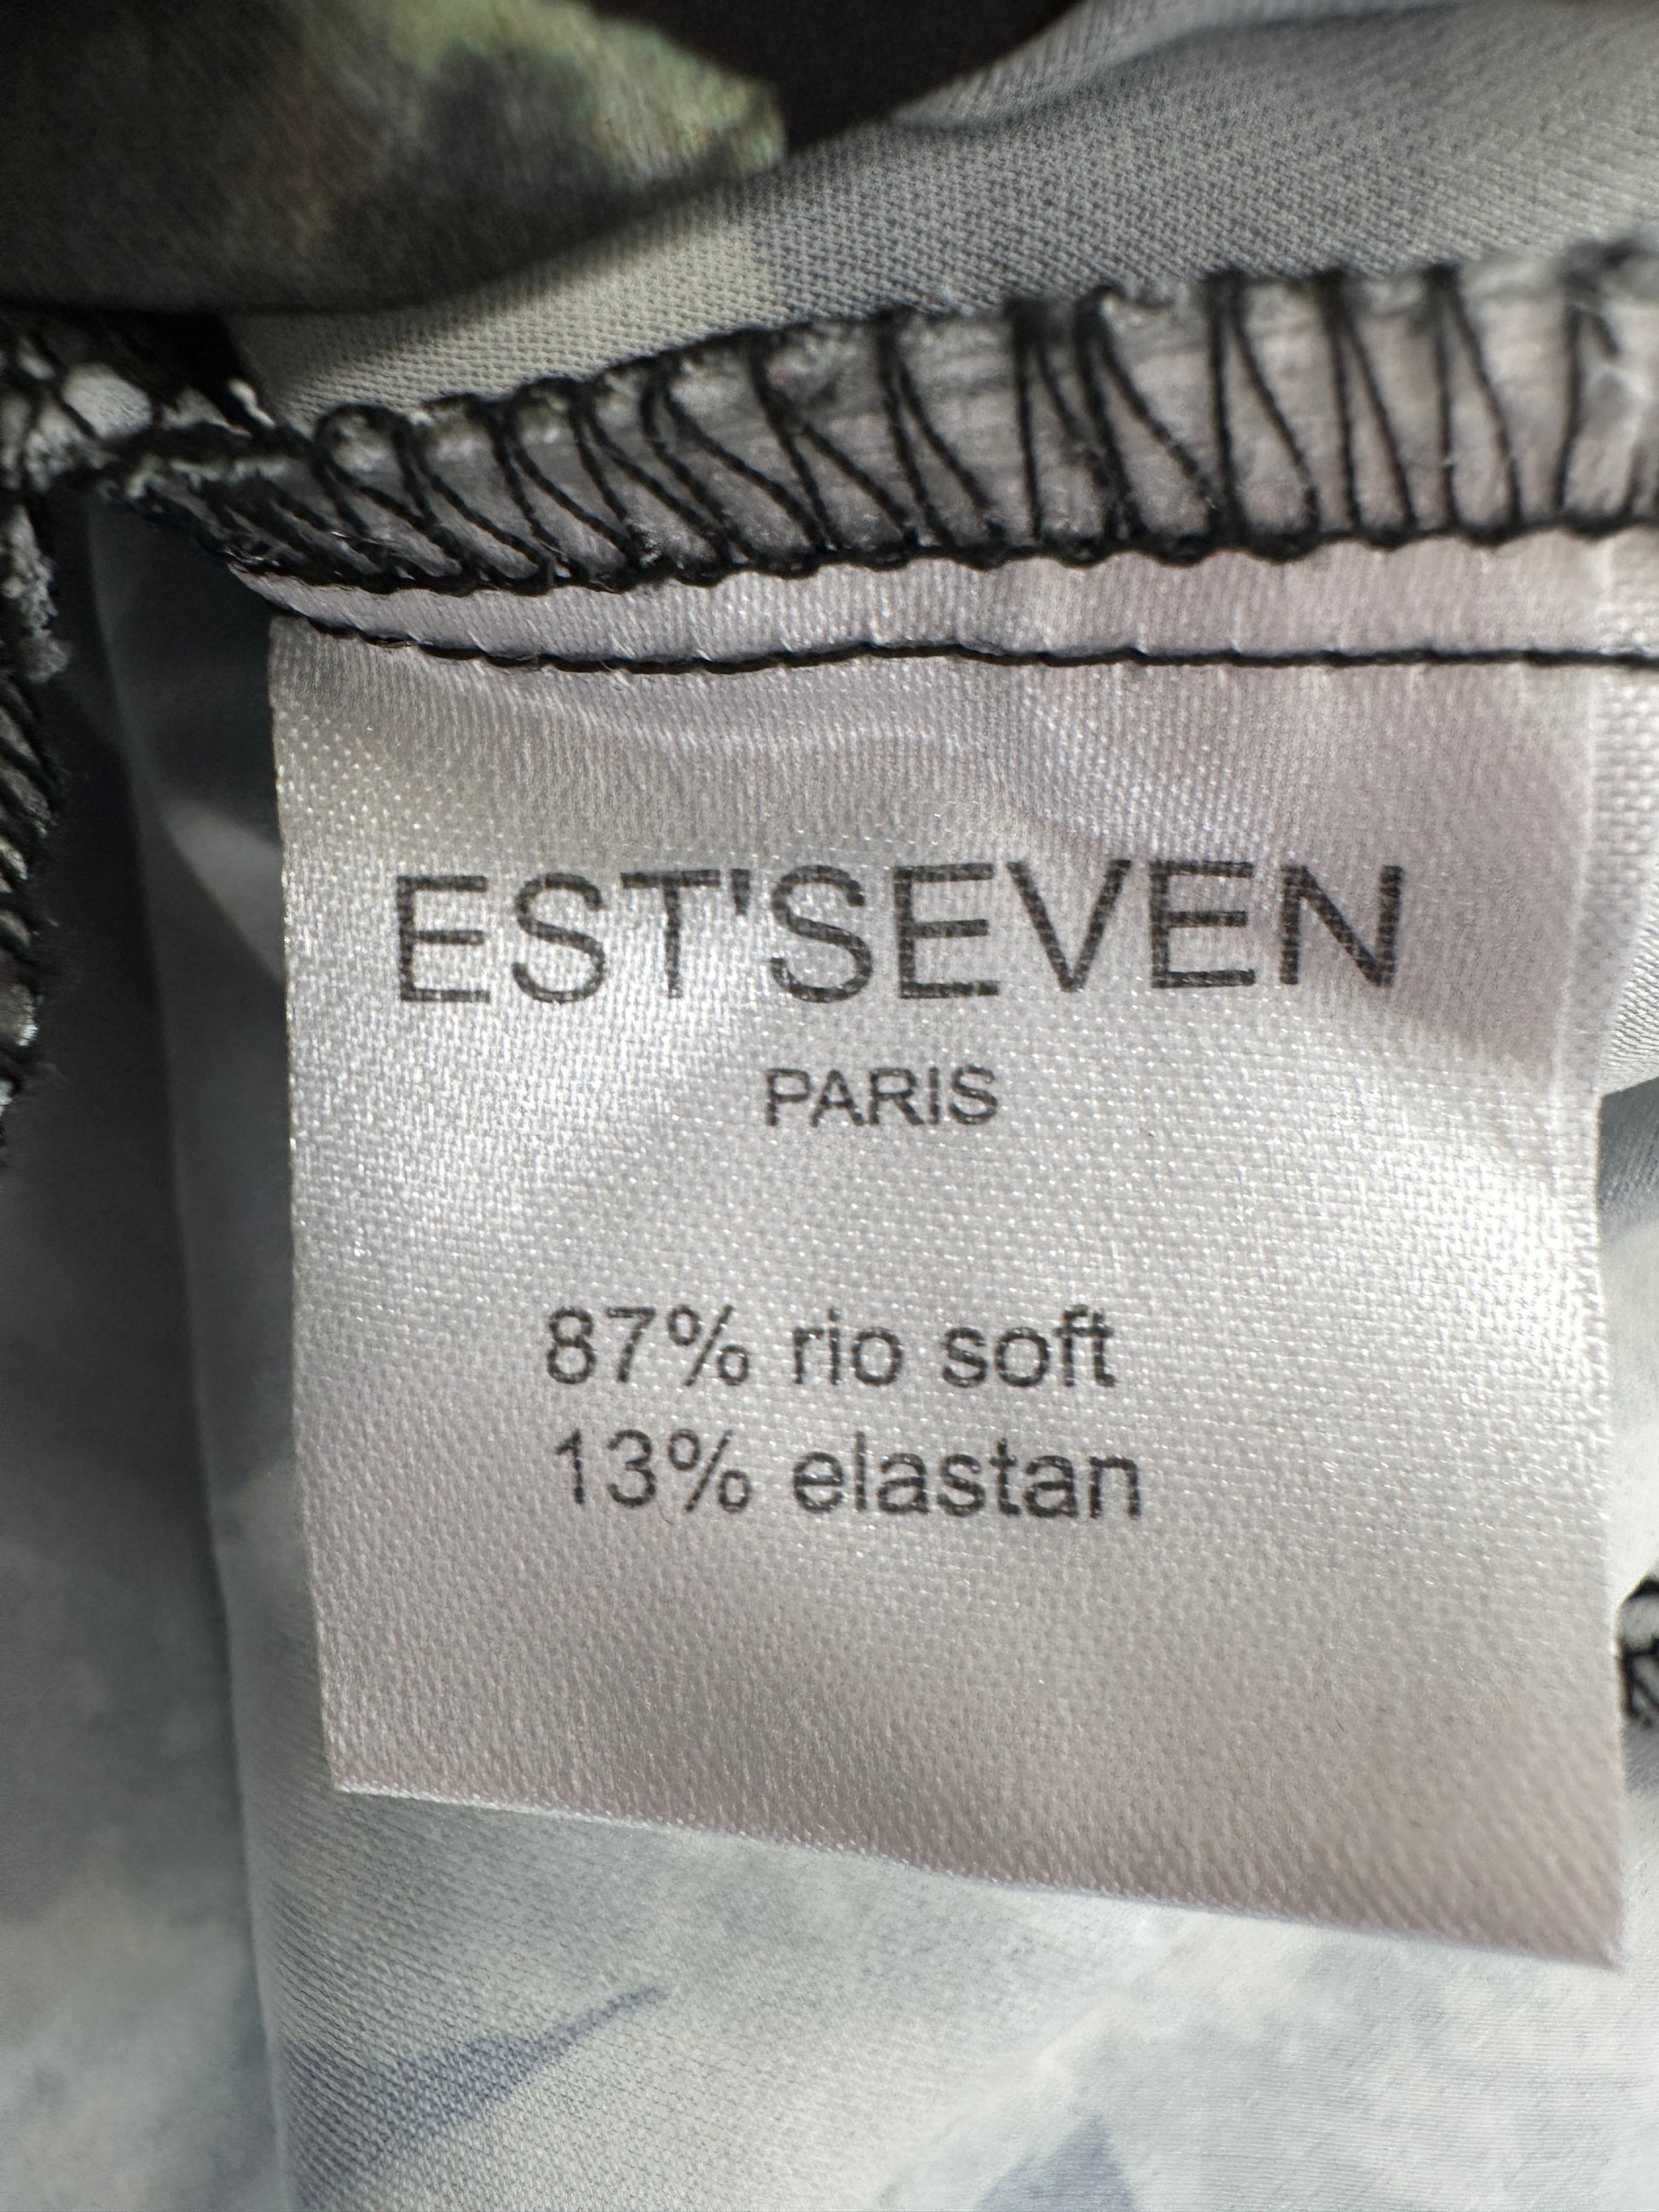 EST'SEVEN
PARIS
87% rio soft
13% elastan